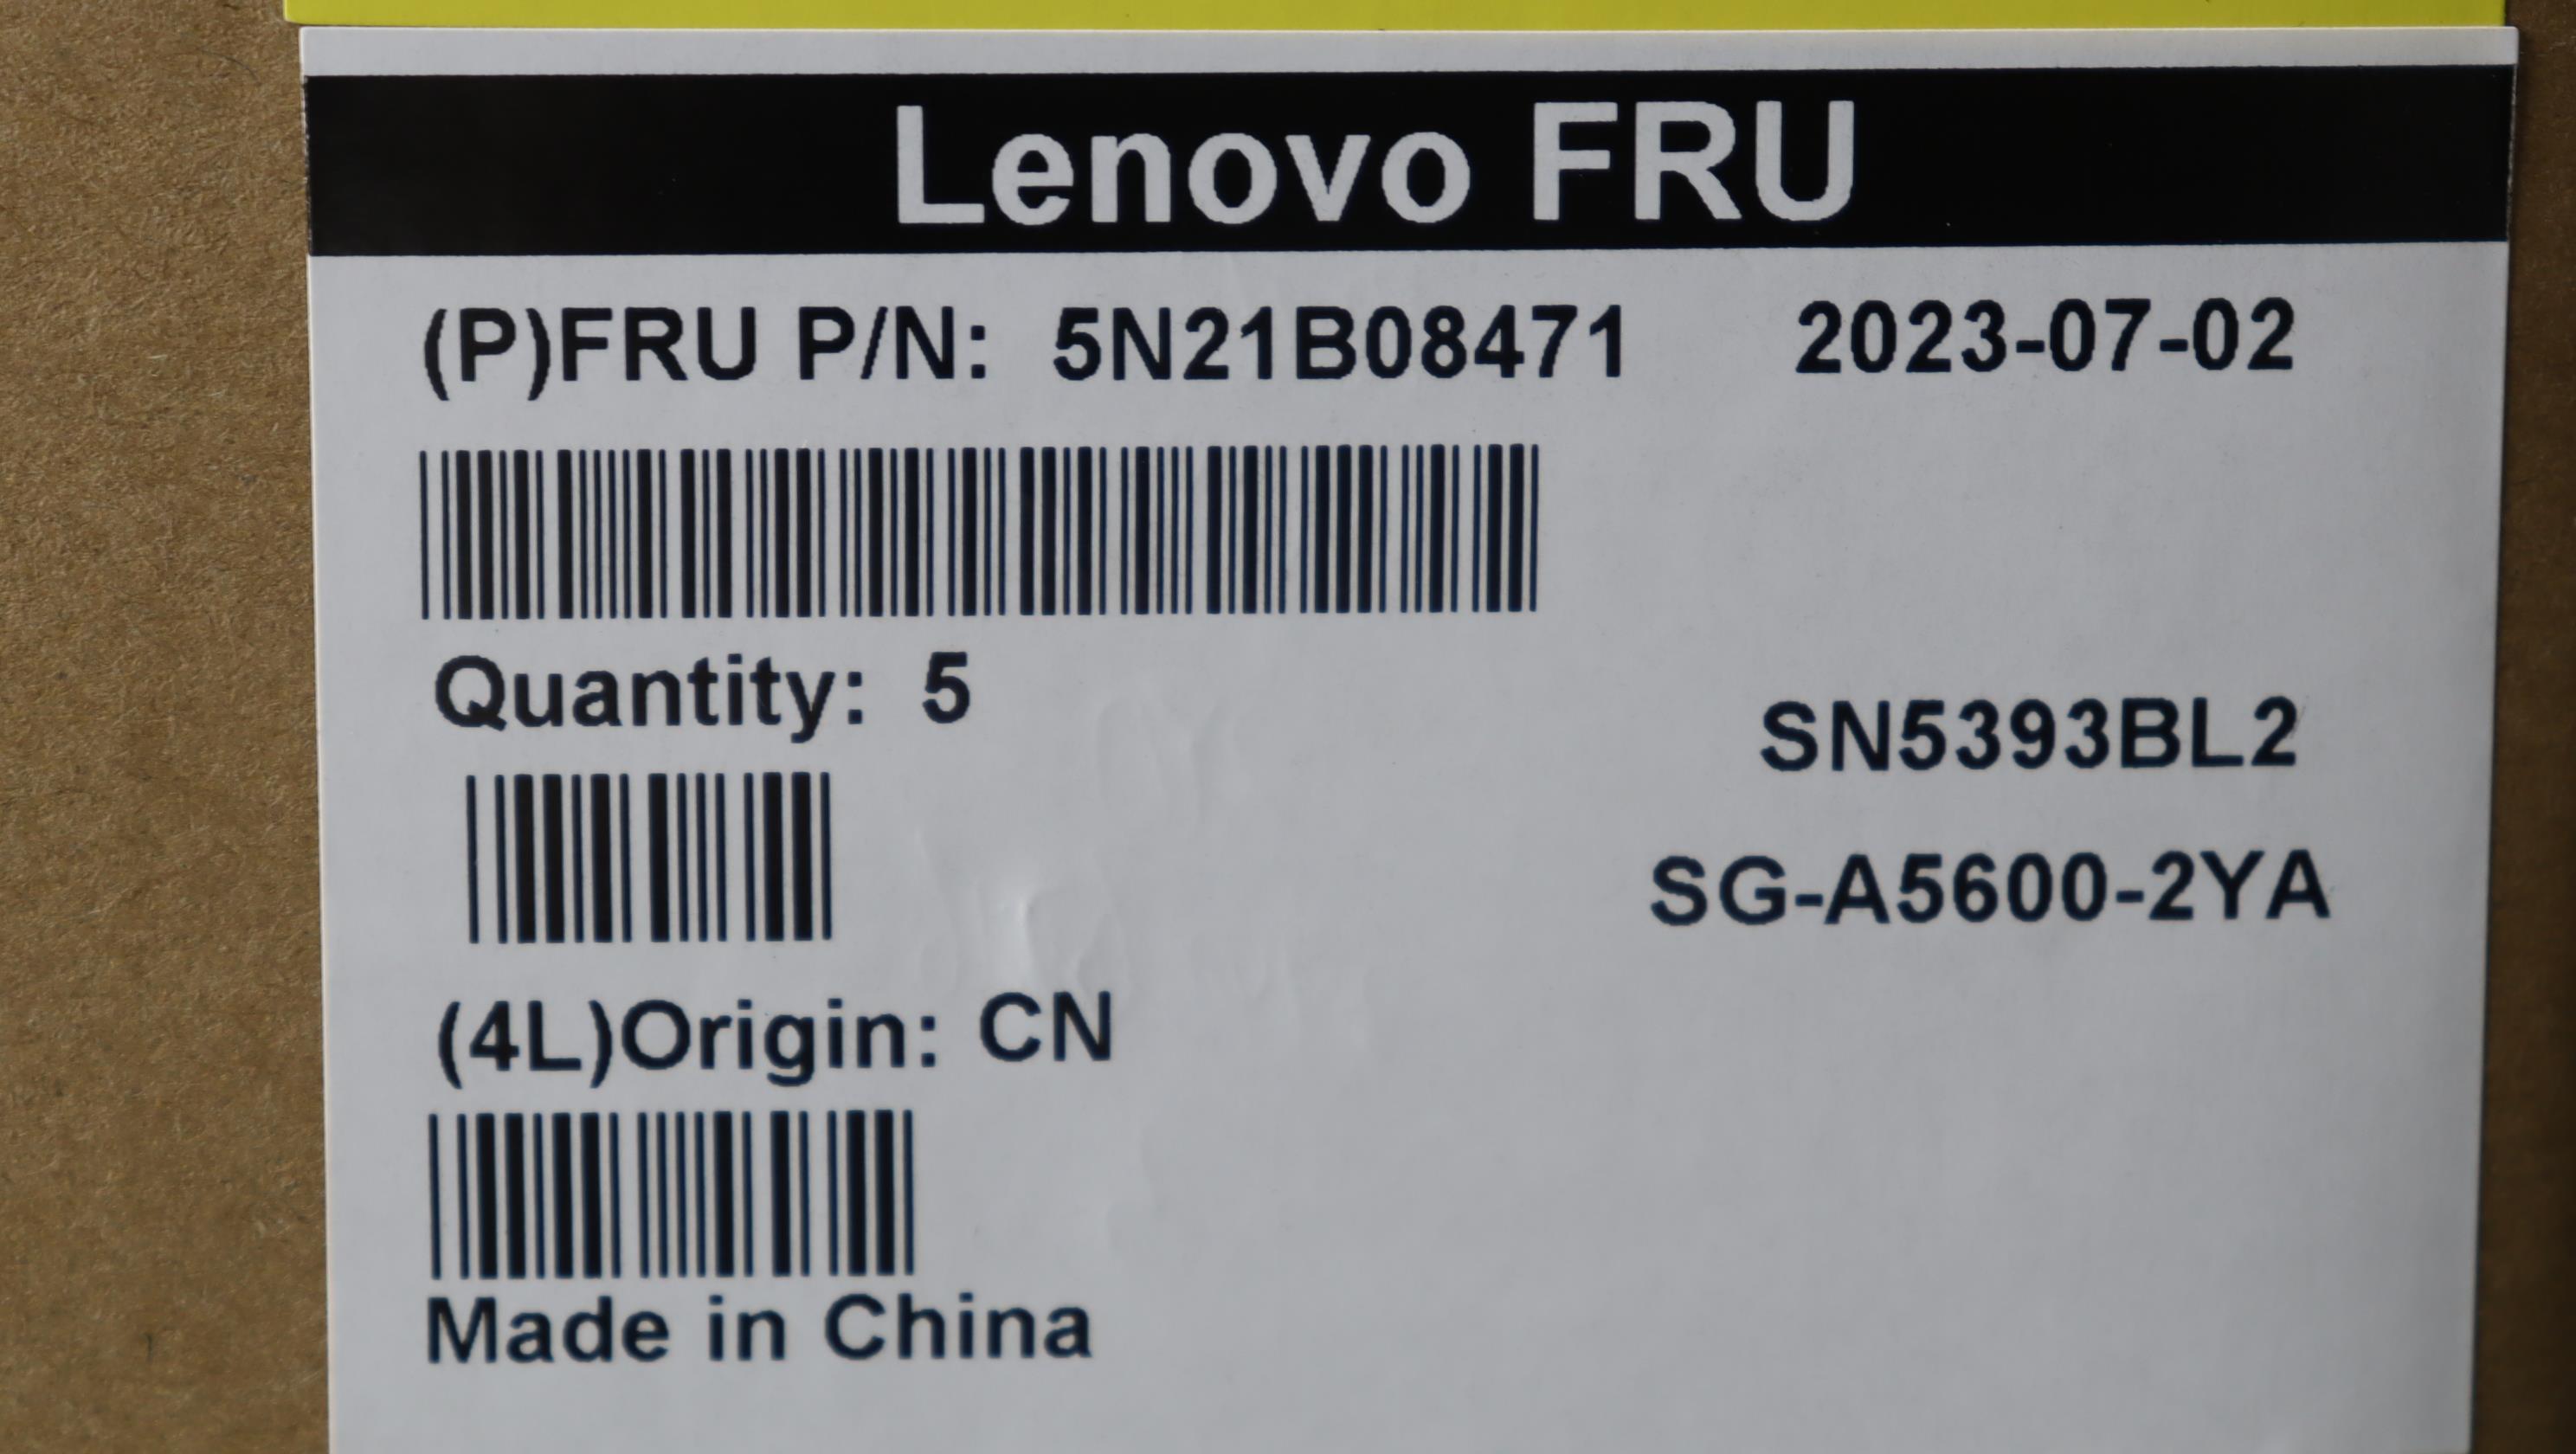 Lenovo FRU
(P)FRU P/N: 5N21B08471 2023-07-02
Quantity: 5
SN5393BL2
SG-A5600-2YA
(4L)Origin: CN
Made in China